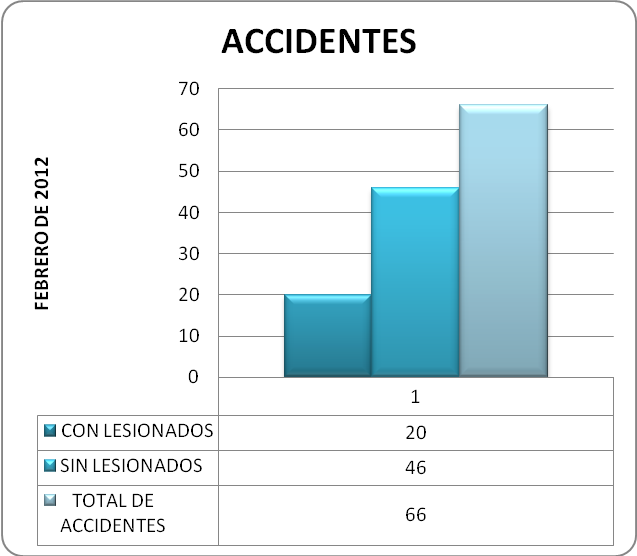 ACCIDENTES
FEBRERO DE 2012
70
60
50
40
30
20
10
0
1
CON LESIONADOS 20
SIN LESIONADOS 46
TOTAL DE
ACCIDENTES 66